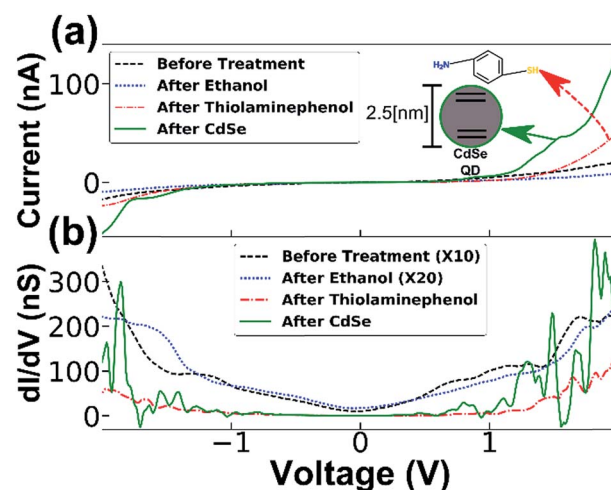 (a)
Current (nA)
100
0
Before Treatment
After Ethanol
After Thiolaminephenol
After CdSe
H₂N
SH
2.5[nm]
CdSe
QD
(b)
dI/dV (nS)
300
200
100
0
Before Treatment (X10)
After Ethanol (X20)
After Thiolaminephenol
After CdSe
−1 0 1
Voltage (V)